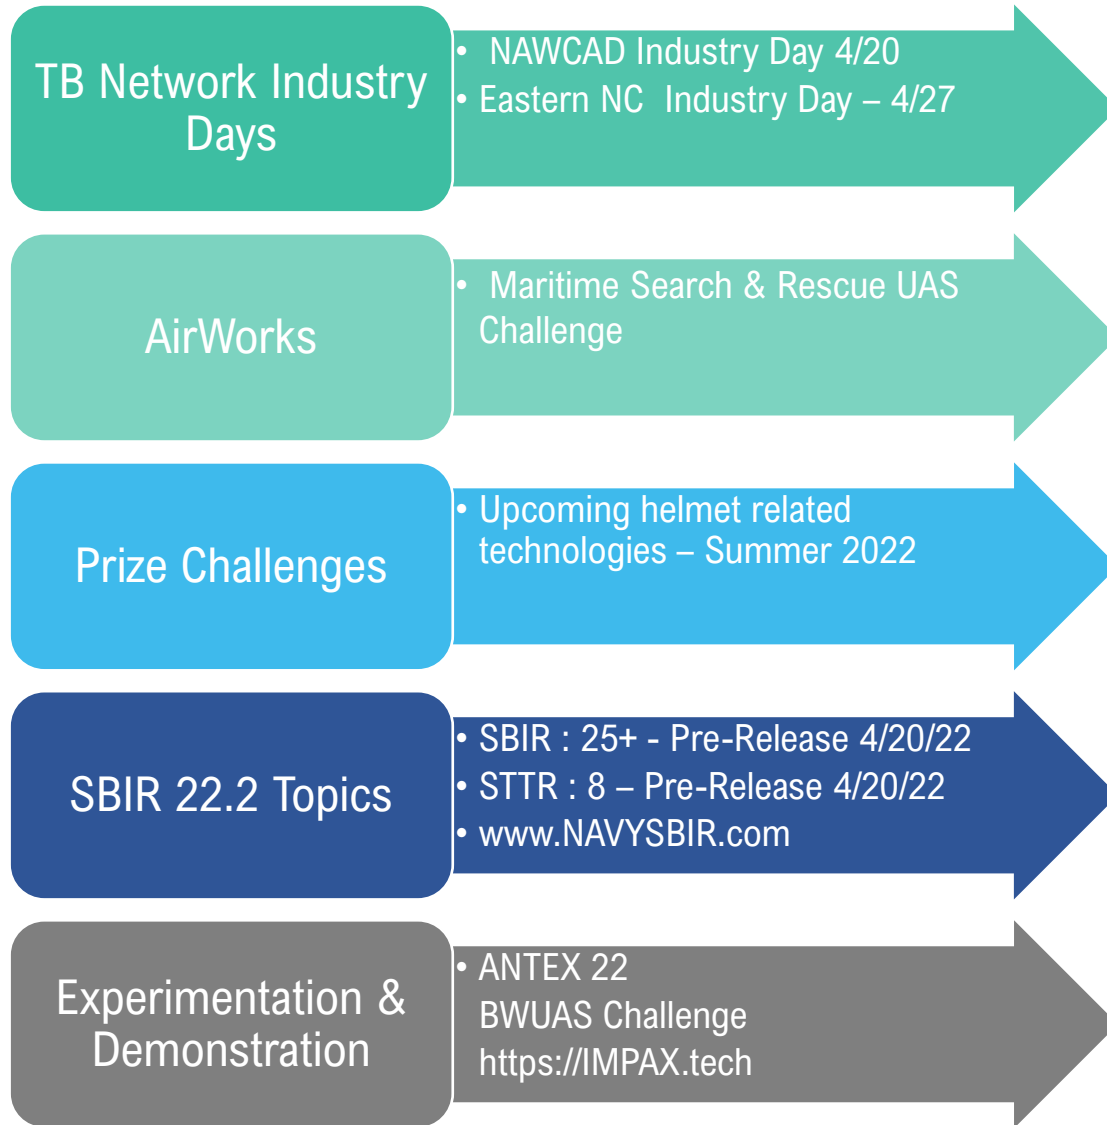 TB Network Industry
Days
• NAWCAD Industry Day 4/20
• Eastern NC  Industry Day – 4/27
AirWorks
• Maritime Search & Rescue UAS
Challenge
Prize Challenges
• Upcoming helmet related
technologies – Summer 2022
SBIR 22.2 Topics
• SBIR : 25+ - Pre-Release 4/20/22
• STTR : 8 – Pre-Release 4/20/22
• www.NAVYSBIR.com
Experimentation &
Demonstration
• ANTEX 22
BWUAS Challenge
https://IMPAX.tech